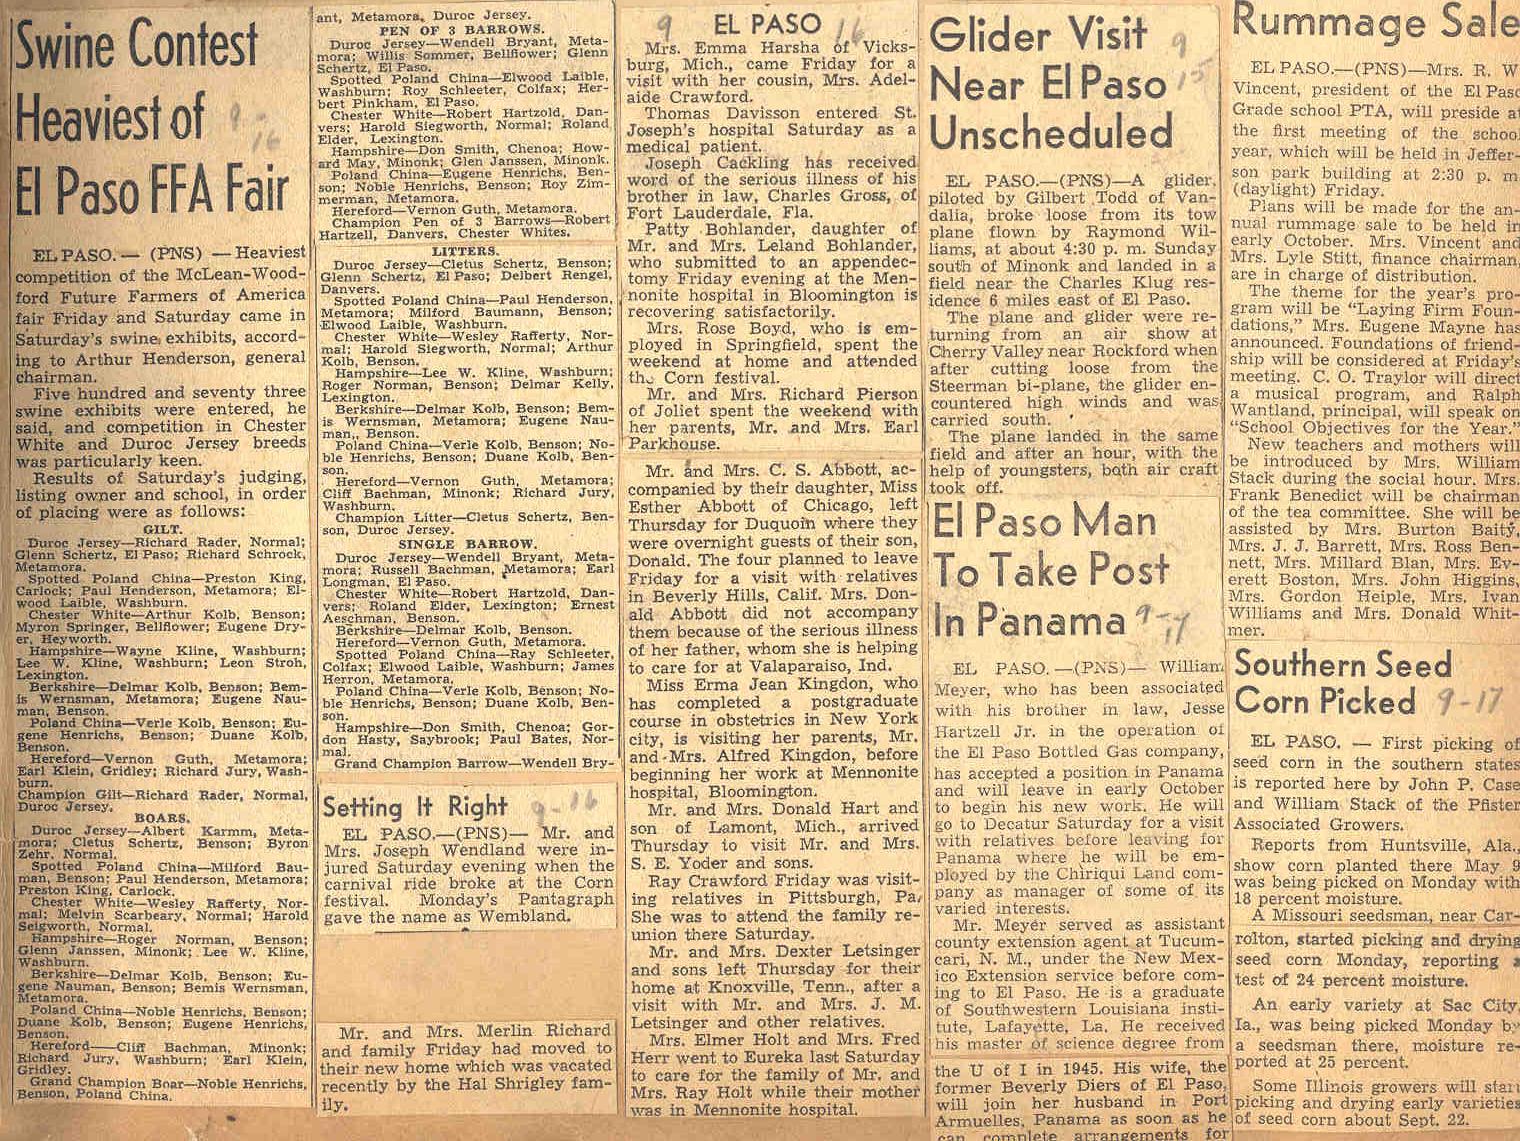 Swine Contest
Heaviest of
El Paso FFA Fair
9-
16
EL PASO.— (PNS) — Heaviest
competition of the McLean-Wood-
ford Future Farmers of America
fair Friday and Saturday came in
Saturday's swine exhibits, accord-
ing to Arthur Henderson, general
chairman.
Five hundred and seventy three
swine exhibits were entered, he
said, and competition in Chester
White and Duroc Jersey breeds
was particularly keen.
Results of Saturday's judging,
listing owner and school, in order
of placing were as follows:
GILT.
Duroc Jersey—Richard Rader, Normal;
Glenn Schertz, El Paso; Richard Schrock,
Metamora.
Spotted Poland China—Preston King,
Carlock; Paul Henderson, Metamora; El-
wood Laible, Washburn.
Chester White—Arthur Kolb, Benson;
Myron Springer, Bellflower; Eugene Dry-
er, Heyworth.
Hampshire—Wayne Kline, Washburn;
Lee W. Kline, Washburn; Leon Stroh,
Lexington.
Berkshire—Delmar Kolb, Benson; Bem-
is Wernsman, Metamora; Eugene Nau-
man, Benson.
Poland China—Verle Kolb, Benson; Eu-
gene Henrichs, Benson; Duane Kolb,
Benson.
Hereford—Vernon Guth, Metamora;
Earl Klein, Gridley; Richard Jury, Wash-
burn.
Champion Gilt—Richard Rader, Normal,
Duroc Jersey.
BOARS.
Duroc Jersey—Albert Karmm, Meta-
mora; Cletus Schertz, Benson; Byron
Zehr, Normal.
Spotted Poland China—Milford Bau-
man, Benson; Paul Henderson, Metamora;
Preston King, Carlock.
Chester White—Wesley Rafferty, Nor-
mal; Melvin Scarbeary, Normal; Harold
Seigworth, Normal.
Hampshire—Roger Norman, Benson;
Glenn Janssen, Minonk; Lee W. Kline,
Washburn.
Berkshire—Delmar Kolb, Benson; Eu-
gene Nauman, Benson; Bemis Wernsman,
Metamora.
Poland China—Noble Henrichs, Benson;
Duane Kolb, Benson; Eugene Henrichs,
Benson.
Hereford——Cliff Bachman, Minonk;
Richard Jury, Washburn; Earl Klein,
Gridley.
Grand Champion Boar—Noble Henrichs,
Benson, Poland China.
ant, Metamora, Duroc Jersey.
PEN OF 3 BARROWS.
Duroc Jersey—Wendell Bryant, Meta-
mora; Willis Sommer, Bellflower; Glenn
Schertz, El Paso.
Spotted Poland China—Elwood Laible,
Washburn; Roy Schleeter, Colfax; Her-
bert Pinkham, El Paso.
Chester White—Robert Hartzold, Dan-
vers; Harold Siegworth, Normal; Roland
Elder, Lexington.
Hampshire—Don Smith, Chenoa; How-
ard May, Minonk; Glen Janssen, Minonk.
Poland China—Eugene Henrichs, Ben-
son; Noble Henrichs, Benson; Roy Zim-
merman, Metamora.
Hereford—Vernon Guth, Metamora.
Champion Pen of 3 Barrows—Robert
Hartzell, Danvers, Chester Whites.
LITTERS.
Duroc Jersey—Cletus Schertz, Benson;
Glenn Schertz, El Paso; Delbert Rengel,
Danvers.
Spotted Poland China—Paul Henderson,
Metamora; Milford Baumann, Benson;
Elwood Laible, Washburn.
Chester White—Wesley Rafferty, Nor-
mal; Harold Siegworth, Normal; Arthur
Kolb, Benson.
Hampshire—Lee W. Kline, Washburn;
Roger Norman, Benson; Delmar Kelly,
Lexington.
Berkshire—Delmar Kolb, Benson; Bem-
is Wernsman, Metamora; Eugene Nau-
man,, Benson.
Poland China—Verle Kolb, Benson; No-
ble Henrichs, Benson; Duane Kolb, Ben-
son.
Hereford—Vernon Guth, Metamora;
Cliff Bachman, Minonk; Richard Jury,
Washburn.
Champion Litter—Cletus Schertz, Ben-
son, Duroc Jersey.
SINGLE BARROW.
Duroc Jersey—Wendell Bryant, Meta-
mora; Russell Bachman, Metamora; Earl
Longman, El Paso.
Chester White—Robert Hartzold, Dan-
vers; Roland Elder, Lexington; Ernest
Aeschman, Benson.
Berkshire—Delmar Kolb, Benson.
Hereford—Vernon Guth, Metamora.
Spotted Poland China—Ray Schleeter,
Colfax; Elwood Laible, Washburn; James
Herron, Metamora.
Poland China—Verle Kolb, Benson; No-
ble Henrichs, Benson; Duane Kolb, Ben-
son.
Hampshire—Don Smith, Chenoa; Gor-
don Hasty, Saybrook; Paul Bates, Nor-
mal.
Grand Champion Barrow—Wendell Bry-
Setting It Right
9-16
EL PASO.—(PNS)— Mr. and
Mrs. Joseph Wendland were in-
jured Saturday evening when the
carnival ride broke at the Corn
festival. Monday's Pantagraph
gave the name as Wembland.
Mr. and Mrs. Merlin Richard
and family Friday had moved to
their new home which was vacated
recently by the Hal Shrigley fam-
ily.
9 EL PASO 16
Mrs. Emma Harsha of Vicks-
burg, Mich., came Friday for a
visit with her cousin, Mrs. Adel-
aide Crawford.
Thomas Davisson entered St.
Joseph's hospital Saturday as a
medical patient.
Joseph Cackling has received
word of the serious illness of his
brother in law, Charles Gross, of
Fort Lauderdale, Fla.
Patty Bohlander, daughter of
Mr. and Mrs. Leland Bohlander,
who submitted to an appendec-
tomy Friday evening at the Men-
nonite hospital in Bloomington is
recovering satisfactorily.
Mrs. Rose Boyd, who is em-
ployed in Springfield, spent the
weekend at home and attended
the Corn festival.
Mr. and Mrs. Richard Pierson
of Joliet spent the weekend with
her parents, Mr. and Mrs. Earl
Parkhouse.
Mr. and Mrs. C. S. Abbott, ac-
companied by their daughter, Miss
Esther Abbott of Chicago, left
Thursday for Duquoin where they
were overnight guests of their son,
Donald. The four planned to leave
Friday for a visit with relatives
in Beverly Hills, Calif. Mrs. Don-
ald Abbott did not accompany
them because of the serious illness
of her father, whom she is helping
to care for at Valaparaiso, Ind.
Miss Erma Jean Kingdon, who
has completed a postgraduate
course in obstetrics in New York
city, is visiting her parents, Mr.
and Mrs. Alfred Kingdon, before
beginning her work at Mennonite
hospital, Bloomington.
Mr. and Mrs. Donald Hart and
son of Lamont, Mich., arrived
Thursday to visit Mr. and Mrs.
S. E. Yoder and sons.
Ray Crawford Friday was visit-
ing relatives in Pittsburgh, Pa.
She was to attend the family re-
union there Saturday.
Mr. and Mrs. Dexter Letsinger
and sons left Thursday for their
home at Knoxville, Tenn., after a
visit with Mr. and Mrs. J. M.
Letsinger and other relatives.
Mrs. Elmer Holt and Mrs. Fred
Herr went to Eureka last Saturday
to care for the family of Mr. and
Mrs. Ray Holt while their mother
was in Mennonite hospital.
Glider Visit
Near El Paso
Unscheduled
9
15
EL PASO.—(PNS)—A glider,
piloted by Gilbert Todd of Van-
dalia, broke loose from its tow
plane flown by Raymond Wil-
liams, at about 4:30 p. m. Sunday
south of Minonk and landed in a
field near the Charles Klug res-
idence 6 miles east of El Paso.
The plane and glider were re-
turning from an air show at
Cherry Valley near Rockford when
after cutting loose from the
Steerman bi-plane, the glider en-
countered high winds and was
carried south.
The plane landed in the same
field and after an hour, with the
help of youngsters, both air craft
took off.
El Paso Man
To Take Post
In Panama
9-17
EL PASO. —(PNS)— William
Meyer, who has been associated
with his brother in law, Jesse
Hartzell Jr. in the operation of
the El Paso Bottled Gas company,
has accepted a position in Panama
and will leave in early October
to begin his new work. He will
go to Decatur Saturday for a visit
with relatives before leaving for
Panama where he will be em-
ployed by the Chiriqui Land com-
pany as manager of some of its
varied interests.
Mr. Meyer served as assistant
county extension agent at Tucum-
cari, N. M., under the New Mex-
ico Extension service before com-
ing to El Paso. He is a graduate
of Southwestern Louisiana insti-
tute, Lafayette, La. He received
his master of science degree from
the U of I in 1945. His wife, the
former Beverly Diers of El Paso,
will join her husband in Port
Armuelles, Panama as soon as he
can complete arrangements for
Rummage Sale
EL PASO.—(PNS)—Mrs. R. W.
Vincent, president of the El Paso
Grade school PTA, will preside at
the first meeting of the school
year, which will be held in Jeffer-
son park building at 2:30 p. m.
(daylight) Friday.
Plans will be made for the an-
nual rummage sale to be held in
early October. Mrs. Vincent and
Mrs. Lyle Stitt, finance chairman,
are in charge of distribution.
The theme for the year's pro-
gram will be "Laying Firm Foun-
dations," Mrs. Eugene Mayne has
announced. Foundations of friend-
ship will be considered at Friday's
meeting. C. O. Traylor will direct
a musical program, and Ralph
Wantland, principal, will speak on
"School Objectives for the Year."
New teachers and mothers will
be introduced by Mrs. William
Stack during the social hour. Mrs.
Frank Benedict will be chairman
of the tea committee. She will be
assisted by Mrs. Burton Baity,
Mrs. J. J. Barrett, Mrs. Ross Ben-
nett, Mrs. Millard Blan, Mrs. Ev-
erett Boston, Mrs. John Higgins,
Mrs. Gordon Heiple, Mrs. Ivan
Williams and Mrs. Donald Whit-
mer.
Southern Seed
Corn Picked
9-17
EL PASO. — First picking of
seed corn in the southern states
is reported here by John P. Case
and William Stack of the Pfister
Associated Growers.
Reports from Huntsville, Ala.,
show corn planted there May 9
was being picked on Monday with
18 percent moisture.
A Missouri seedsman, near Car-
rolton, started picking and drying
seed corn Monday, reporting a
test of 24 percent moisture.
An early variety at Sac City,
Ia., was being picked Monday by
a seedsman there, moisture re-
ported at 25 percent.
Some Illinois growers will start
picking and drying early varieties
of seed corn about Sept. 22.